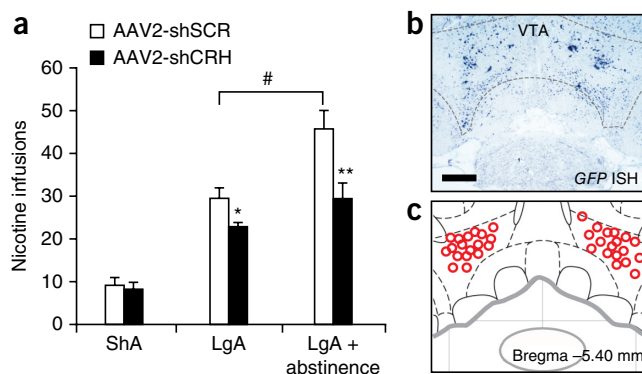 a
AAV2-shSCR
AAV2-shCRH
Nicotine infusions
60
50
40
30
20
10
0
#
*
**
ShA
LgA
LgA +
abstinence
b
VTA
GFP ISH
c
Bregma –5.40 mm